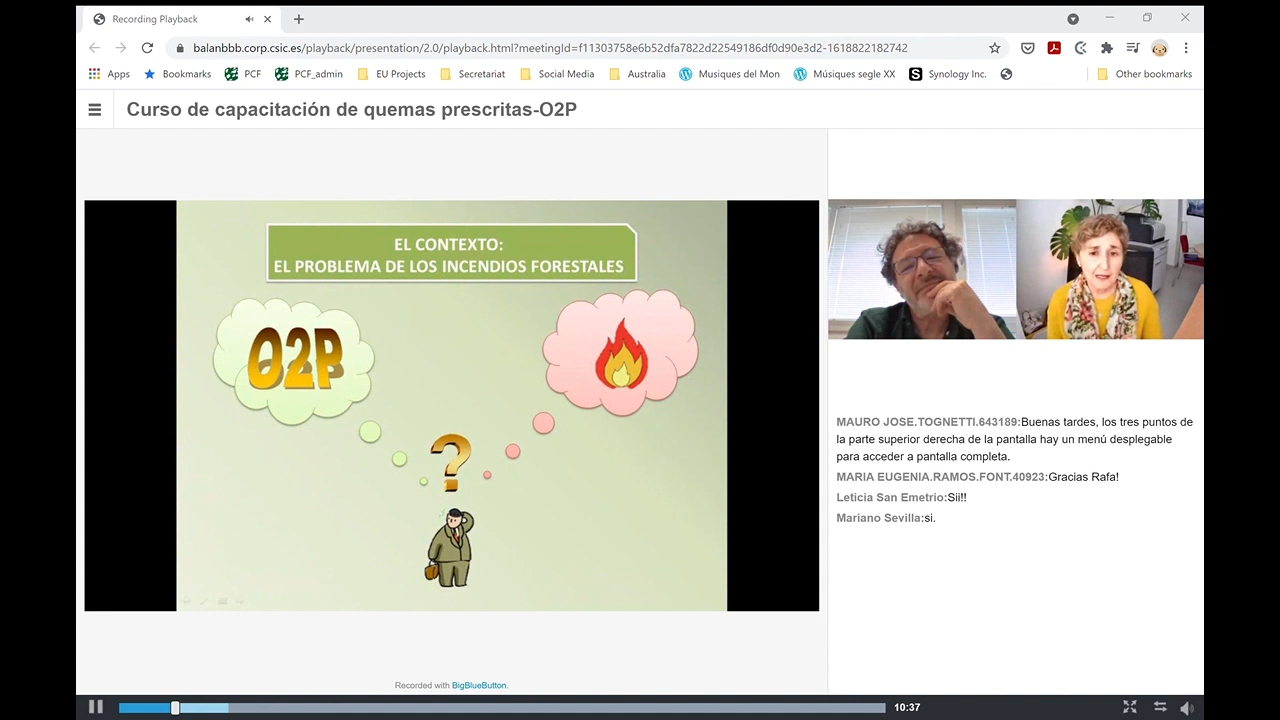 Recording Playback
balanbbb.corp.csic.es/playback/presentation/2.0/playback.html?meetingId=f11303758e6b52dfa7822d22549186df0d90e3d2-1618822182742
Apps Bookmarks PCF PCF_admin EU Projects Secretariat Social Media Australia Musiques del Mon Músiques segle XX S Synology Inc. Other bookmarks
Curso de capacitación de quemas prescritas-O2P
EL CONTEXTO:
EL PROBLEMA DE LOS INCENDIOS FORESTALES
O2P
?
MAURO JOSE.TOGNETTI.643189:Buenas tardes, los tres puntos de
la parte superior derecha de la pantalla hay un menú desplegable
para acceder a pantalla completa.
MARIA EUGENIA.RAMOS.FONT.40923:Gracias Rafa!
Leticia San Emetrio:Sii!!
Mariano Sevilla:si.
Recorded with BigBlueButton.
10:37